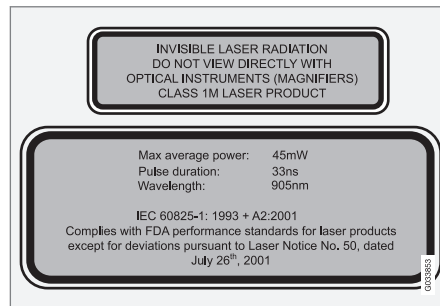 INVISIBLE LASER RADIATION
DO NOT VIEW DIRECTLY WITH
OPTICAL INSTRUMENTS (MAGNIFIERS)
CLASS 1M LASER PRODUCT
Max average power: 45mW
Pulse duration: 33ns
Wavelength: 905nm
IEC 60825-1: 1993 + A2:2001
Complies with FDA performance standards for laser products
except for deviations pursuant to Laser Notice No. 50, dated
July 26th, 2001
G033853